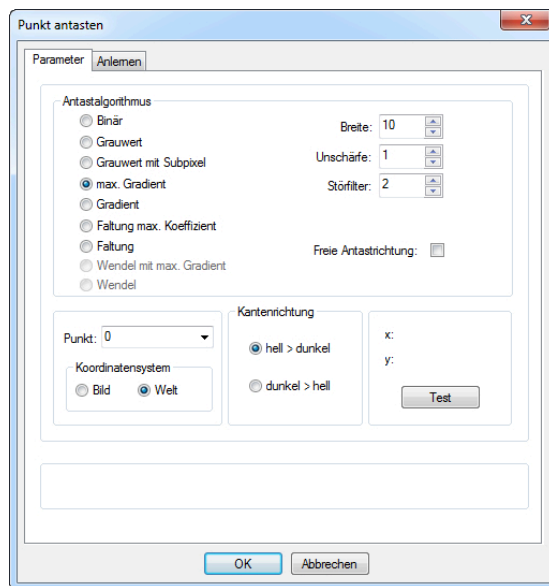 Punkt antasten
Parameter
Anlernen
Antastalgorithmus
Binär
Grauwert
Grauwert mit Subpixel
max. Gradient
Gradient
Faltung max. Koeffizient
Faltung
Wendel mit max. Gradient
Wendel
Breite: 10
Unschärfe: 1
Störfilter: 2
Freie Antastrichtung:
Punkt: 0
Koordinatensystem
Bild
Welt
Kantenrichtung
hell > dunkel
dunkel > hell
x:
y:
Test
OK
Abbrechen